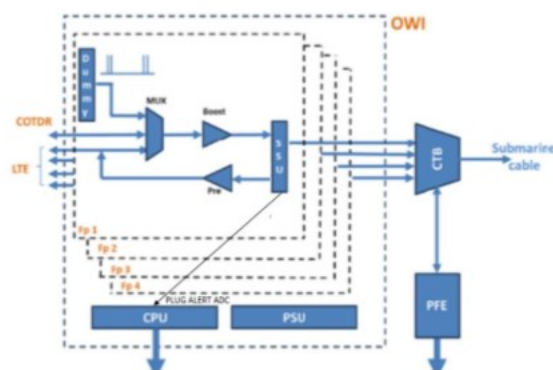 OWI
Dummy
MUX
Boost
COTDR
SSU
LTE
Pre
CTB
Submarine
cable
Fp 1
Fp 2
Fp 3
Fp 4
PLUG ALERT ADC
CPU
PSU
PFE